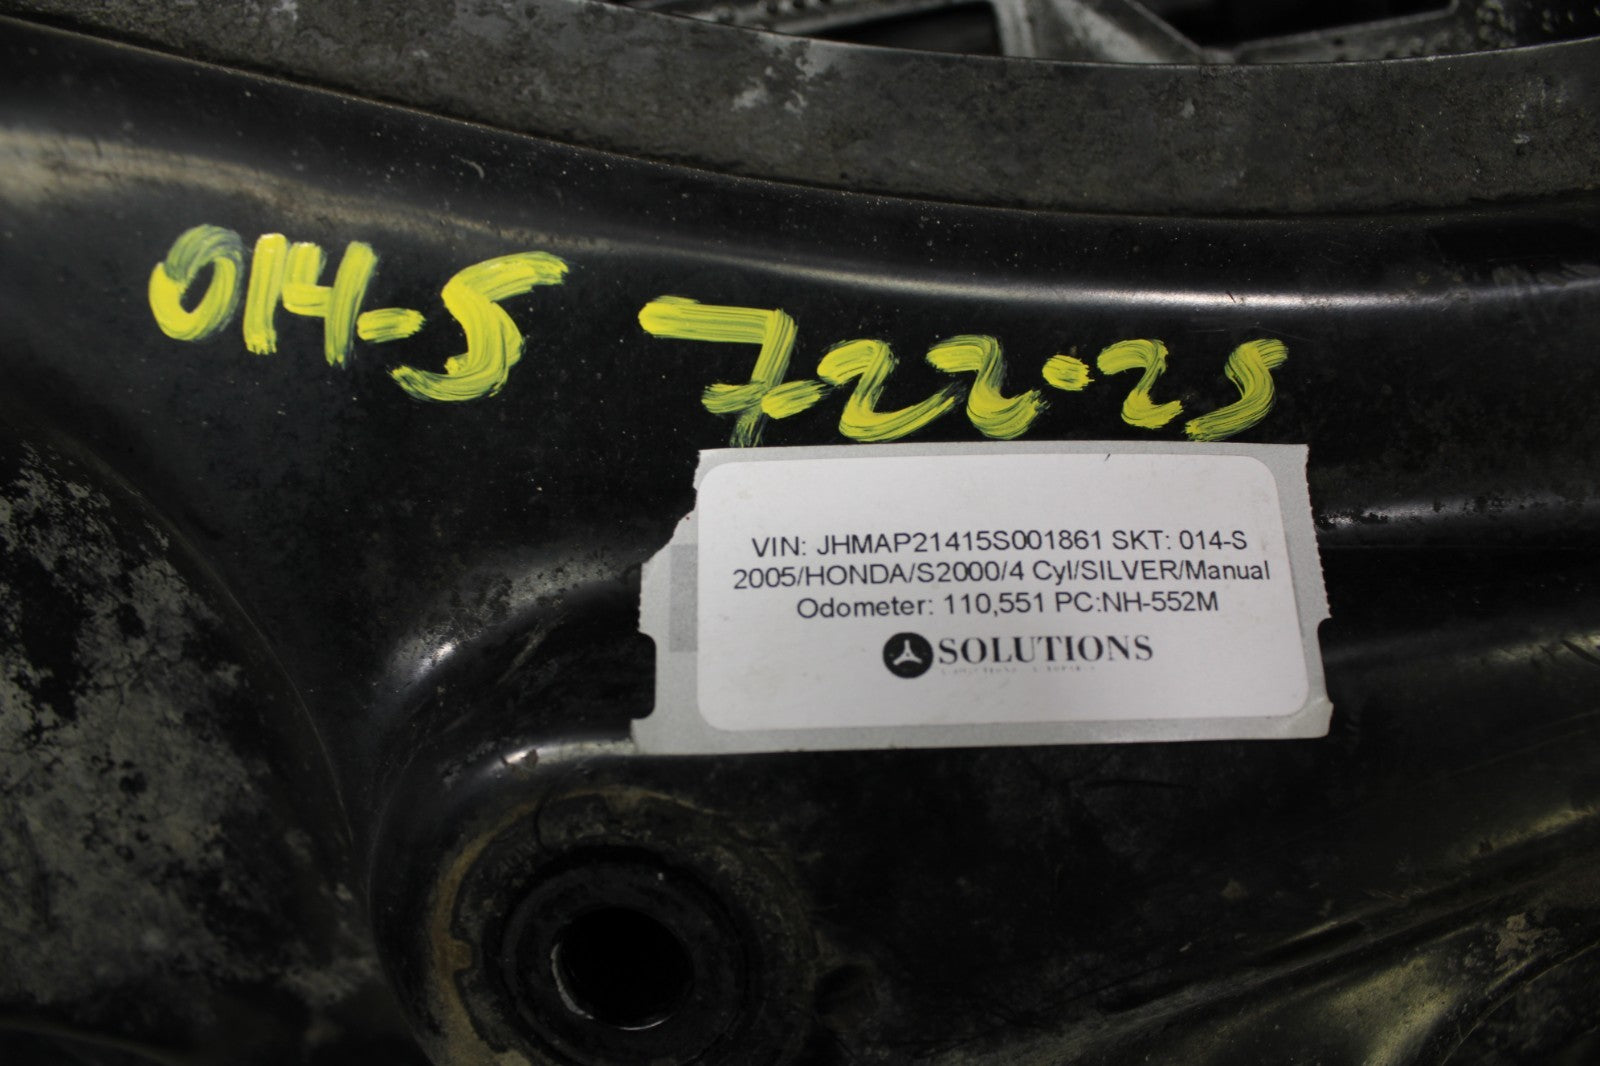 014-S 7-22-25
VIN: JHMAP21415S001861 SKT: 014-S
2005/HONDA/S2000/4 Cyl/SILVER/Manual
Odometer: 110,551 PC:NH-552M
SOLUTIONS